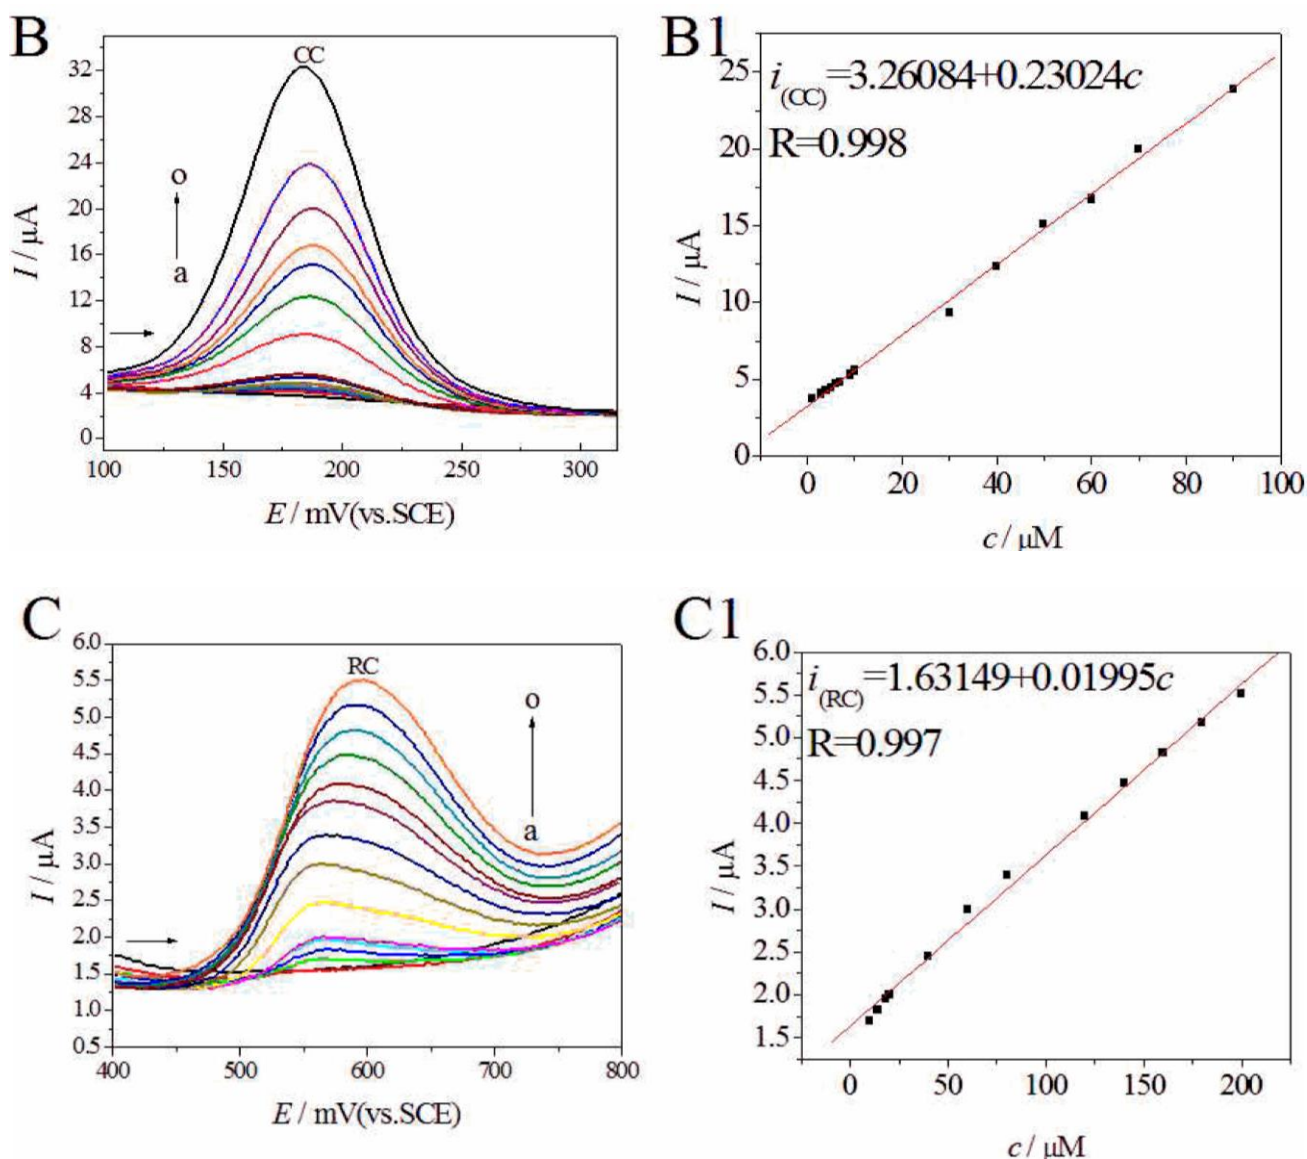 B
CC
32
28
24
20
16
12
8
4
0
o
a
I / μA
100 150 200 250 300
E / mV(vs.SCE)
B1
i(CC)=3.26084+0.23024c
R=0.998
25
20
15
10
5
0
I / μA
0 20 40 60 80 100
c / μM
C
RC
6.0
5.5
5.0
4.5
4.0
3.5
3.0
2.5
2.0
1.5
1.0
0.5
o
a
I / μA
400 500 600 700 800
E / mV(vs.SCE)
C1
i(RC)=1.63149+0.01995c
R=0.997
6.0
5.5
5.0
4.5
4.0
3.5
3.0
2.5
2.0
1.5
I / μA
0 50 100 150 200
c / μM